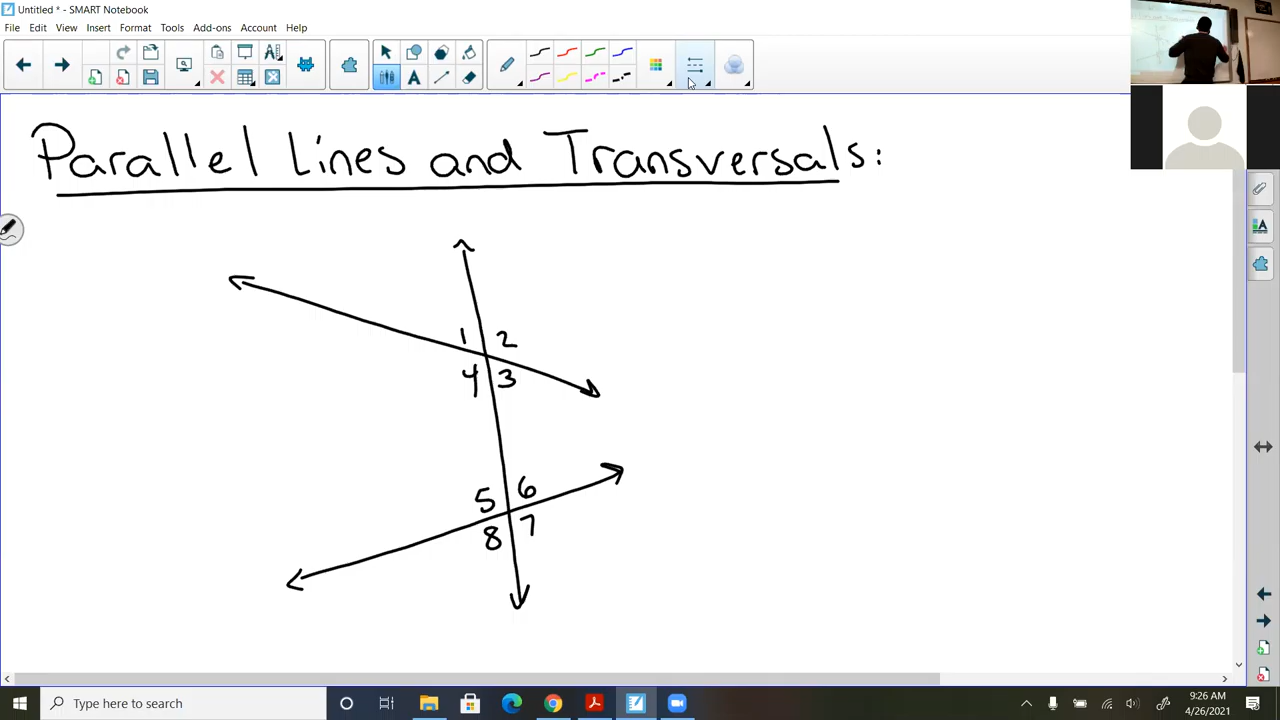 Untitled * - SMART Notebook
File Edit View Insert Format Tools Add-ons Account Help
Parallel Lines and Transversals:
1 2
4 3
5 6
8 7
Type here to search
9:26 AM
4/26/2021